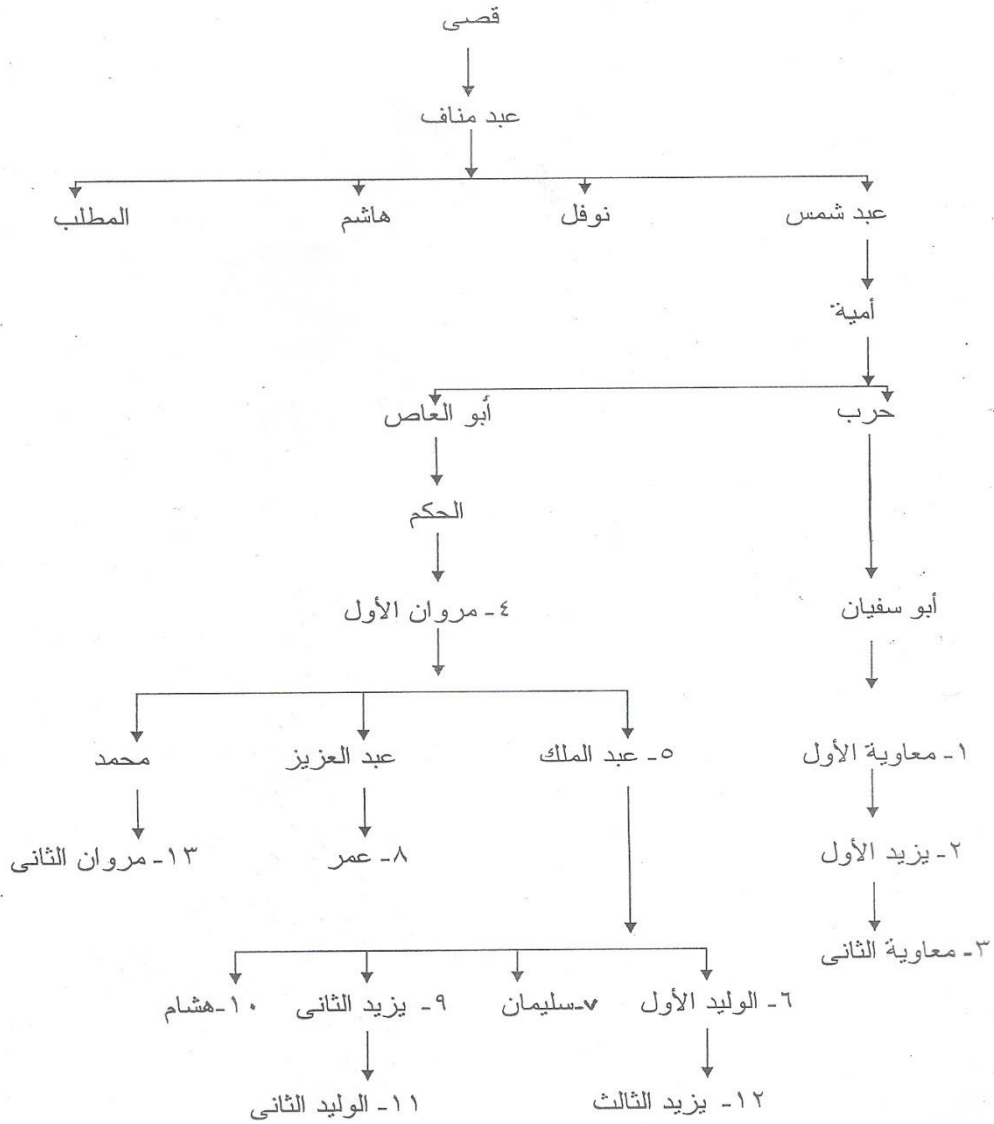 قصى
عبد مناف
عبد شمس نوفل هاشم المطلب
أمية
حرب أبو العاص
الحكم
أبو سفيان ٤- مروان الأول
١- معاوية الأول ٥- عبد الملك عبد العزيز محمد
٢- يزيد الأول ٨- عمر ١٣- مروان الثانى
٣- معاوية الثانى
٦- الوليد الأول ٧-سليمان ٩- يزيد الثانى ١٠-هشام
١٢- يزيد الثالث ١١- الوليد الثانى